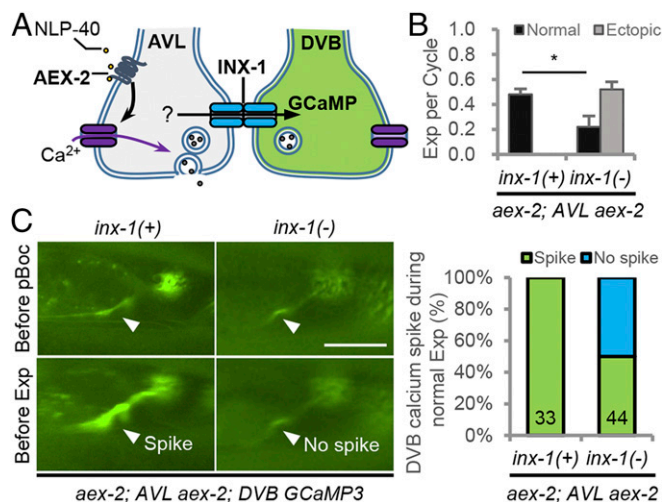 A
NLP-40
AEX-2
AVL
INX-1
DVB
GCaMP
?
Ca2+
B
Normal Ectopic
*
Exp per Cycle
1.0
0.8
0.6
0.4
0.2
0.0
inx-1(+) inx-1(-)
aex-2; AVL aex-2
C
inx-1(+) inx-1(-)
Before pBoc
Before Exp
Spike
No spike
aex-2; AVL aex-2; DVB GCaMP3
Spike No spike
DVB calcium spike during
normal Exp (%)
100%
80%
60%
40%
20%
0%
33
44
inx-1(+) inx-1(-)
aex-2; AVL aex-2